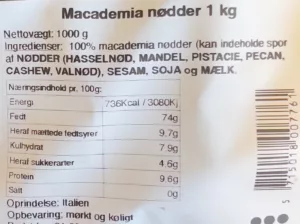 Macademia nødder 1 kg
Nettovægt: 1000 g
Ingredienser: 100% macademia nødder (kan indeholde spor
af NØDDER (HASSELNØD, MANDEL, PISTACIE, PECAN,
CASHEW, VALNØD), SESAM, SOJA og MÆLK.
Næringsindhold pr. 100g:
Energi 736Kcal / 3080Kj
Fedt 74g
Heraf mættede fedtsyrer 9.7g
Kulhydrat 7.9g
Heraf sukkerarter 4.6g
Protein 9.6g
Salt 0g
Oprindelse: Italien
Opbevaring: mørkt og køligt